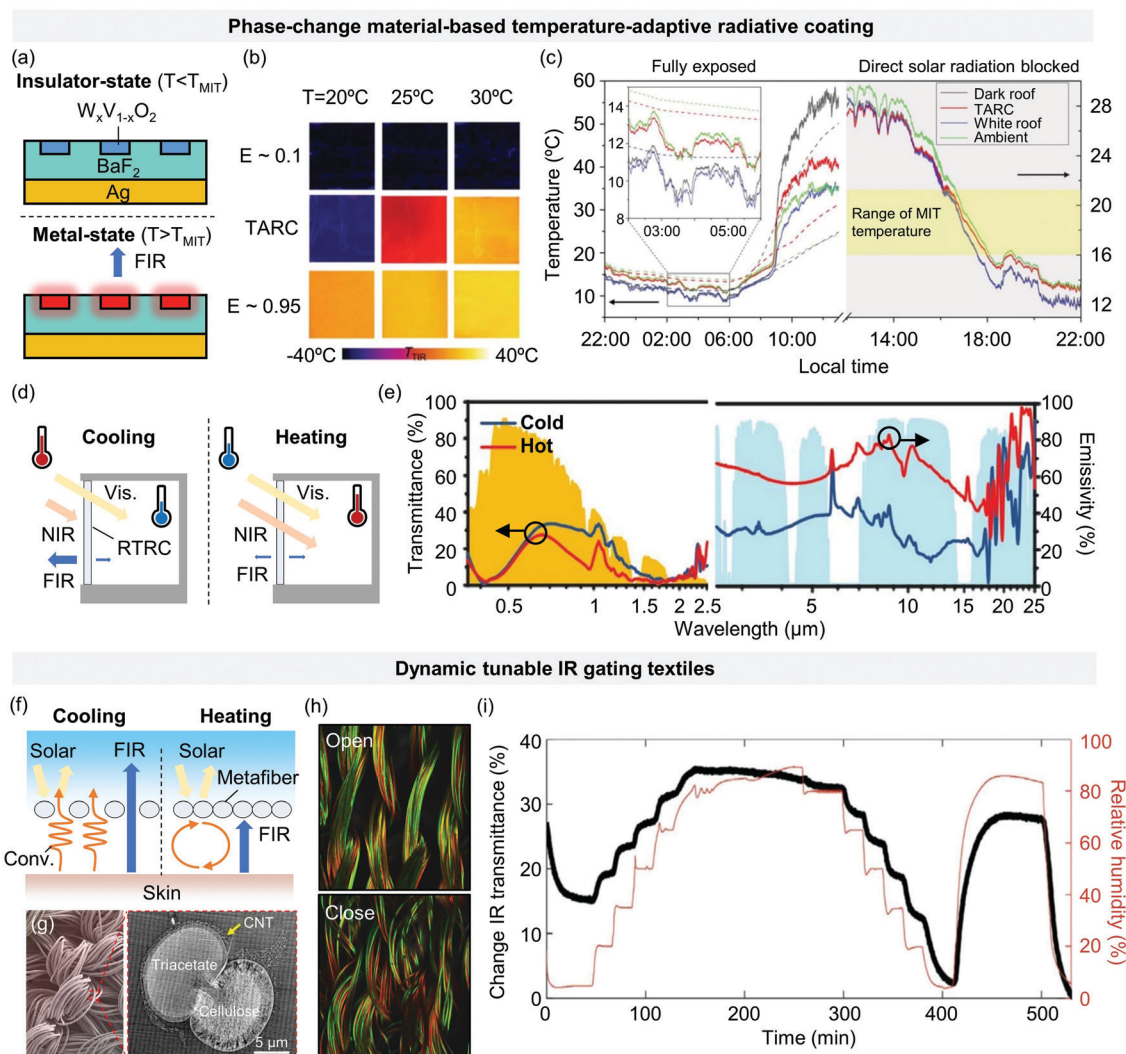 Phase-change material-based temperature-adaptive radiative coating
(a)
Insulator-state (T<T_MIT)
WₓV₁₋ₓO₂
BaF₂
Ag
Metal-state (T>T_MIT)
FIR
(b)
T=20ºC 25ºC 30ºC
E ~ 0.1
TARC
E ~ 0.95
-40ºC T_TIR 40ºC
(c)
Fully exposed
Direct solar radiation blocked
Temperature (ºC)
60
50
40
30
20
10
14
12
10
8
03:00 05:00
Dark roof
TARC
White roof
Ambient
Range of MIT
temperature
28
24
20
16
12
22:00 02:00 06:00 10:00 14:00 18:00 22:00
Local time
(d)
Cooling
Vis.
NIR
RTRC
FIR
Heating
Vis.
NIR
FIR
(e)
Transmittance (%)
100
80
60
40
20
0
Cold
Hot
100
80
60
40
20
0
Emissivity (%)
0.5 1 1.5 2 2.5 5 10 15 20 25
Wavelength (µm)
Dynamic tunable IR gating textiles
(f)
Cooling
Heating
Solar
FIR
Solar
Metafiber
FIR
Conv.
Skin
(g)
CNT
Triacetate
Cellulose
5 µm
(h)
Open
Close
(i)
Change IR transmittance (%)
40
30
20
10
0
100
80
60
40
20
0
Relative humidity (%)
0 100 200 300 400 500
Time (min)